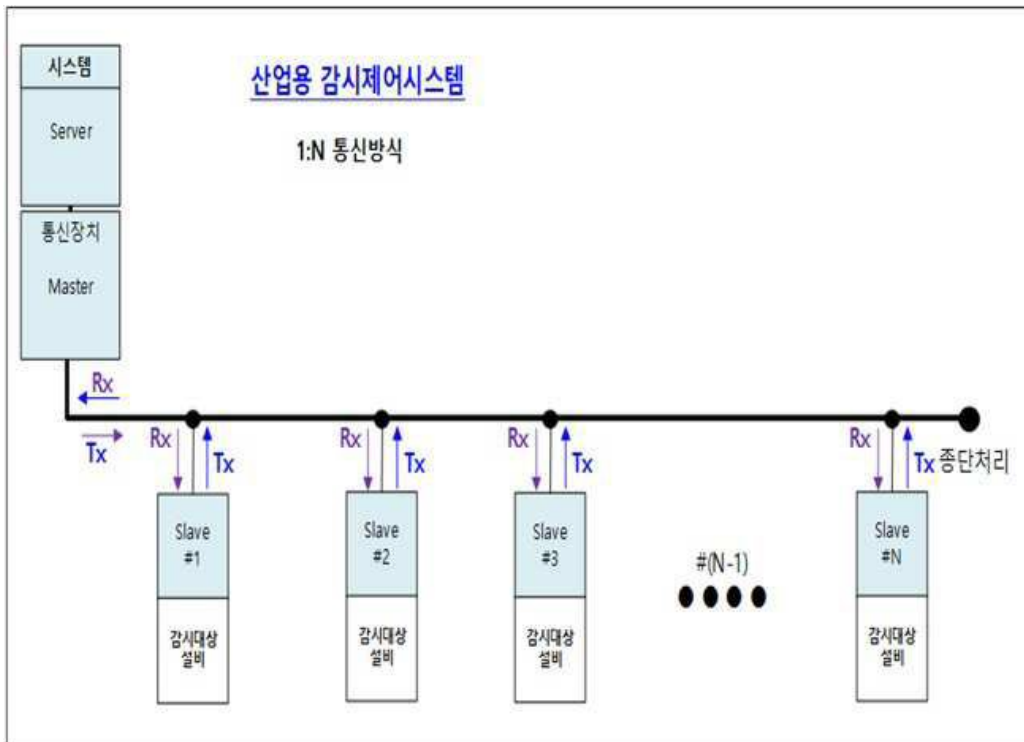 시스템
산업용 감시제어시스템
Server
1:N 통신방식
통신장치
Master
Rx
Tx
Rx
Tx
Rx
Tx
Rx
Tx
Rx
Tx
종단처리
Slave
#1
Slave
#2
Slave
#3
#(N-1)
Slave
#N
감시대상
설비
감시대상
설비
감시대상
설비
감시대상
설비